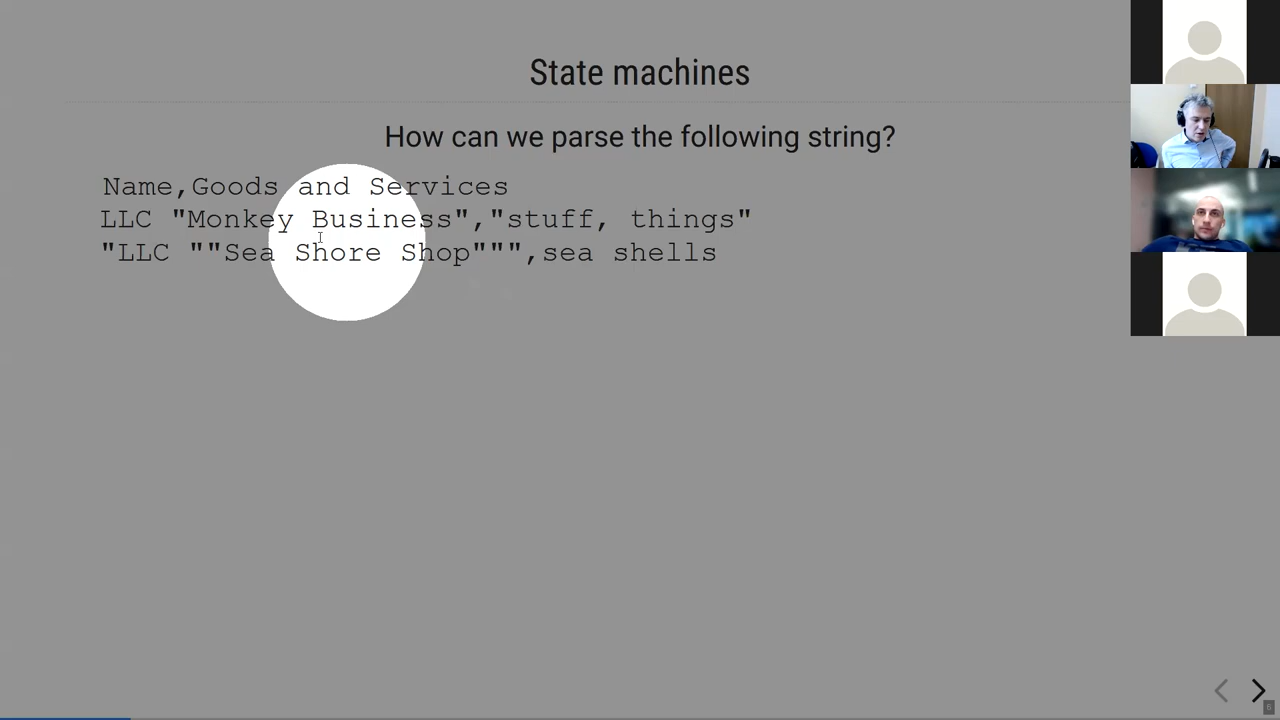 State machines
How can we parse the following string?
Name,Goods and Services
LLC "Monkey Business","stuff, things"
"LLC ""Sea Shore Shop""",sea shells
6